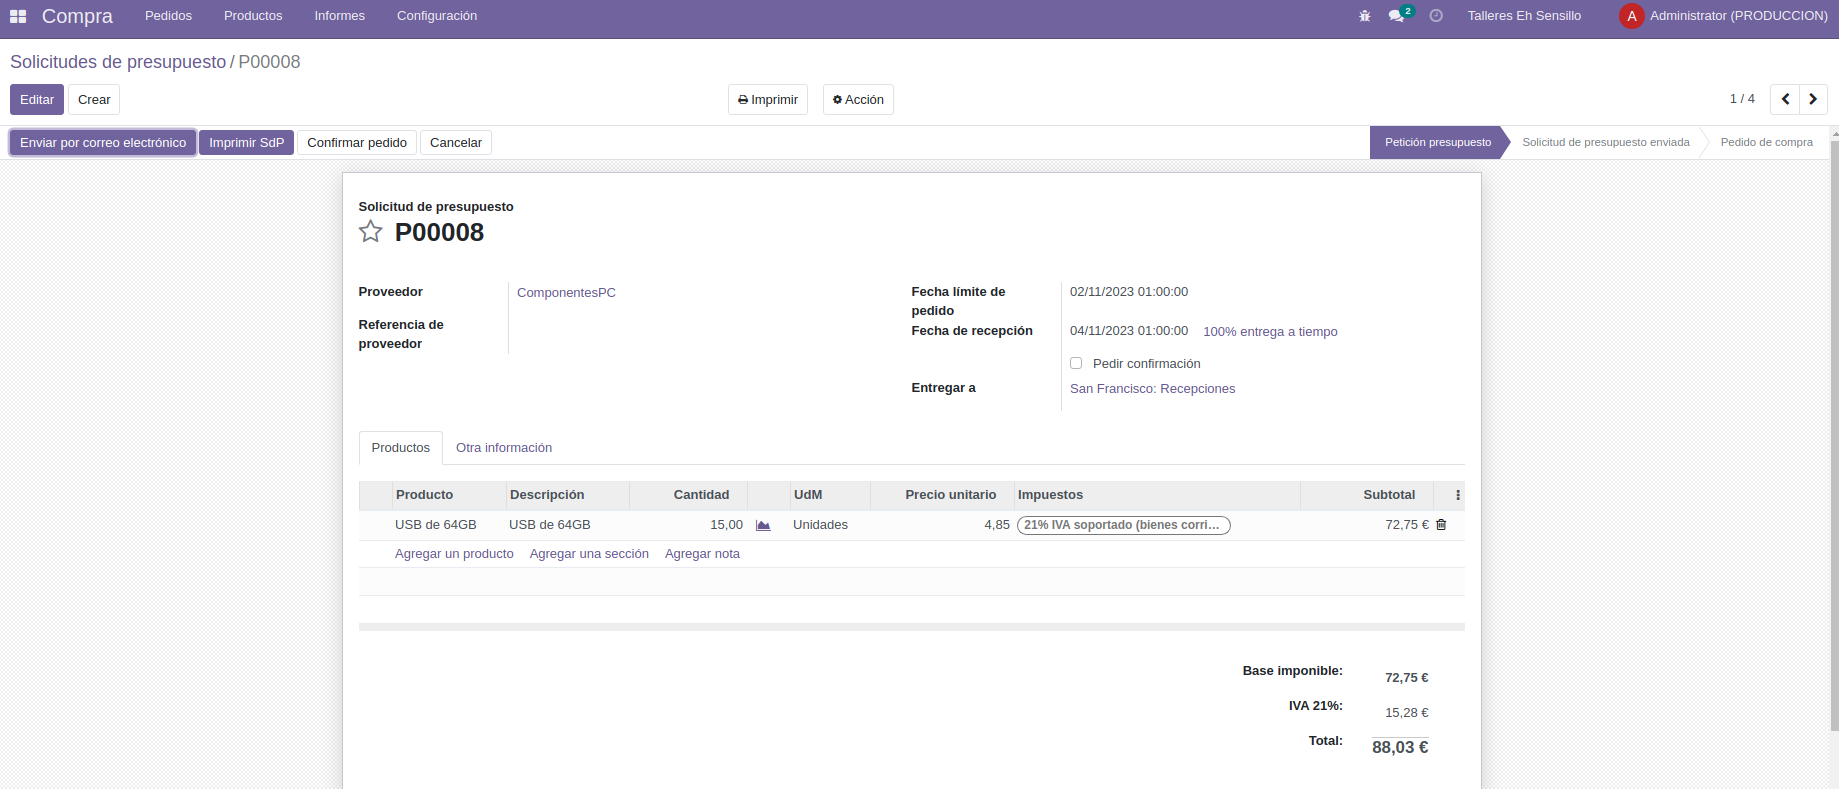 Compra Pedidos Productos Informes Configuración 2 Talleres Eh Sensillo A Administrator (PRODUCCION)
Solicitudes de presupuesto / P00008
Editar Crear Imprimir Acción 1 / 4
Enviar por correo electrónico Imprimir SdP Confirmar pedido Cancelar Petición presupuesto Solicitud de presupuesto enviada Pedido de compra
Solicitud de presupuesto
P00008
Proveedor ComponentesPC
Referencia de
proveedor
Fecha límite de
pedido 02/11/2023 01:00:00
Fecha de recepción 04/11/2023 01:00:00 100% entrega a tiempo
Pedir confirmación
Entregar a San Francisco: Recepciones
Productos Otra información
Producto Descripción Cantidad UdM Precio unitario Impuestos Subtotal
USB de 64GB USB de 64GB 15,00 Unidades 4,85 21% IVA soportado (bienes corri… 72,75 €
Agregar un producto Agregar una sección Agregar nota
Base imponible: 72,75 €
IVA 21%: 15,28 €
Total: 88,03 €